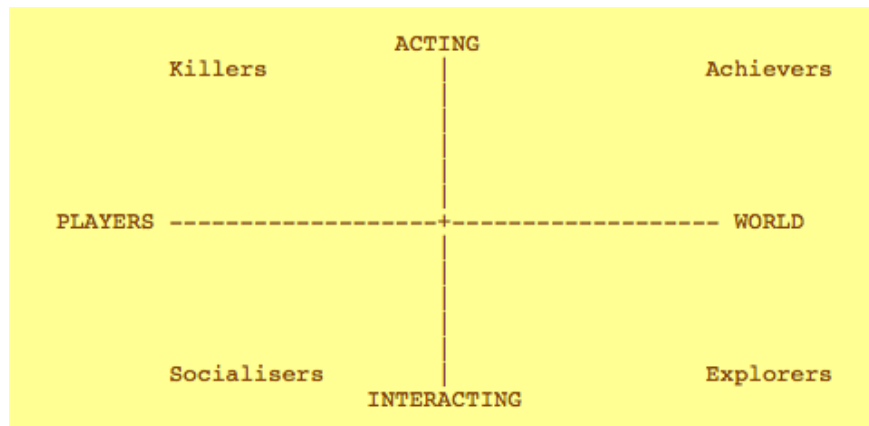 ACTING
Killers Achievers
PLAYERS -------------------+------------------- WORLD
Socialisers Explorers
INTERACTING